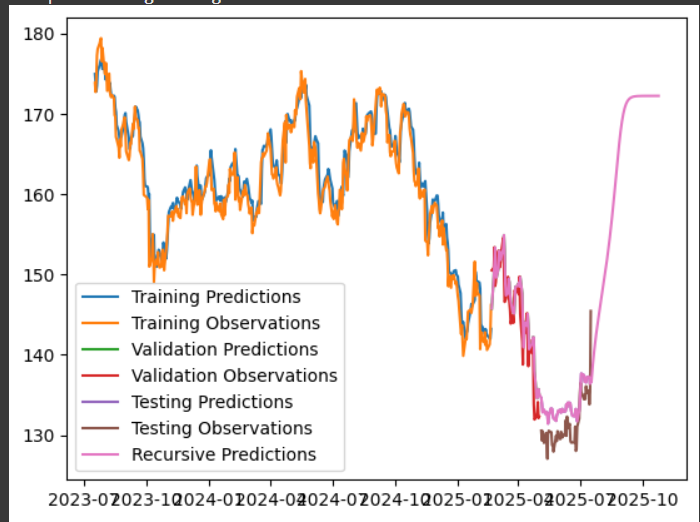 180
170
160
150
140
130
Training Predictions
Training Observations
Validation Predictions
Validation Observations
Testing Predictions
Testing Observations
Recursive Predictions
2023-07 2023-10 2024-01 2024-04 2024-07 2024-10 2025-01 2025-04 2025-07 2025-10